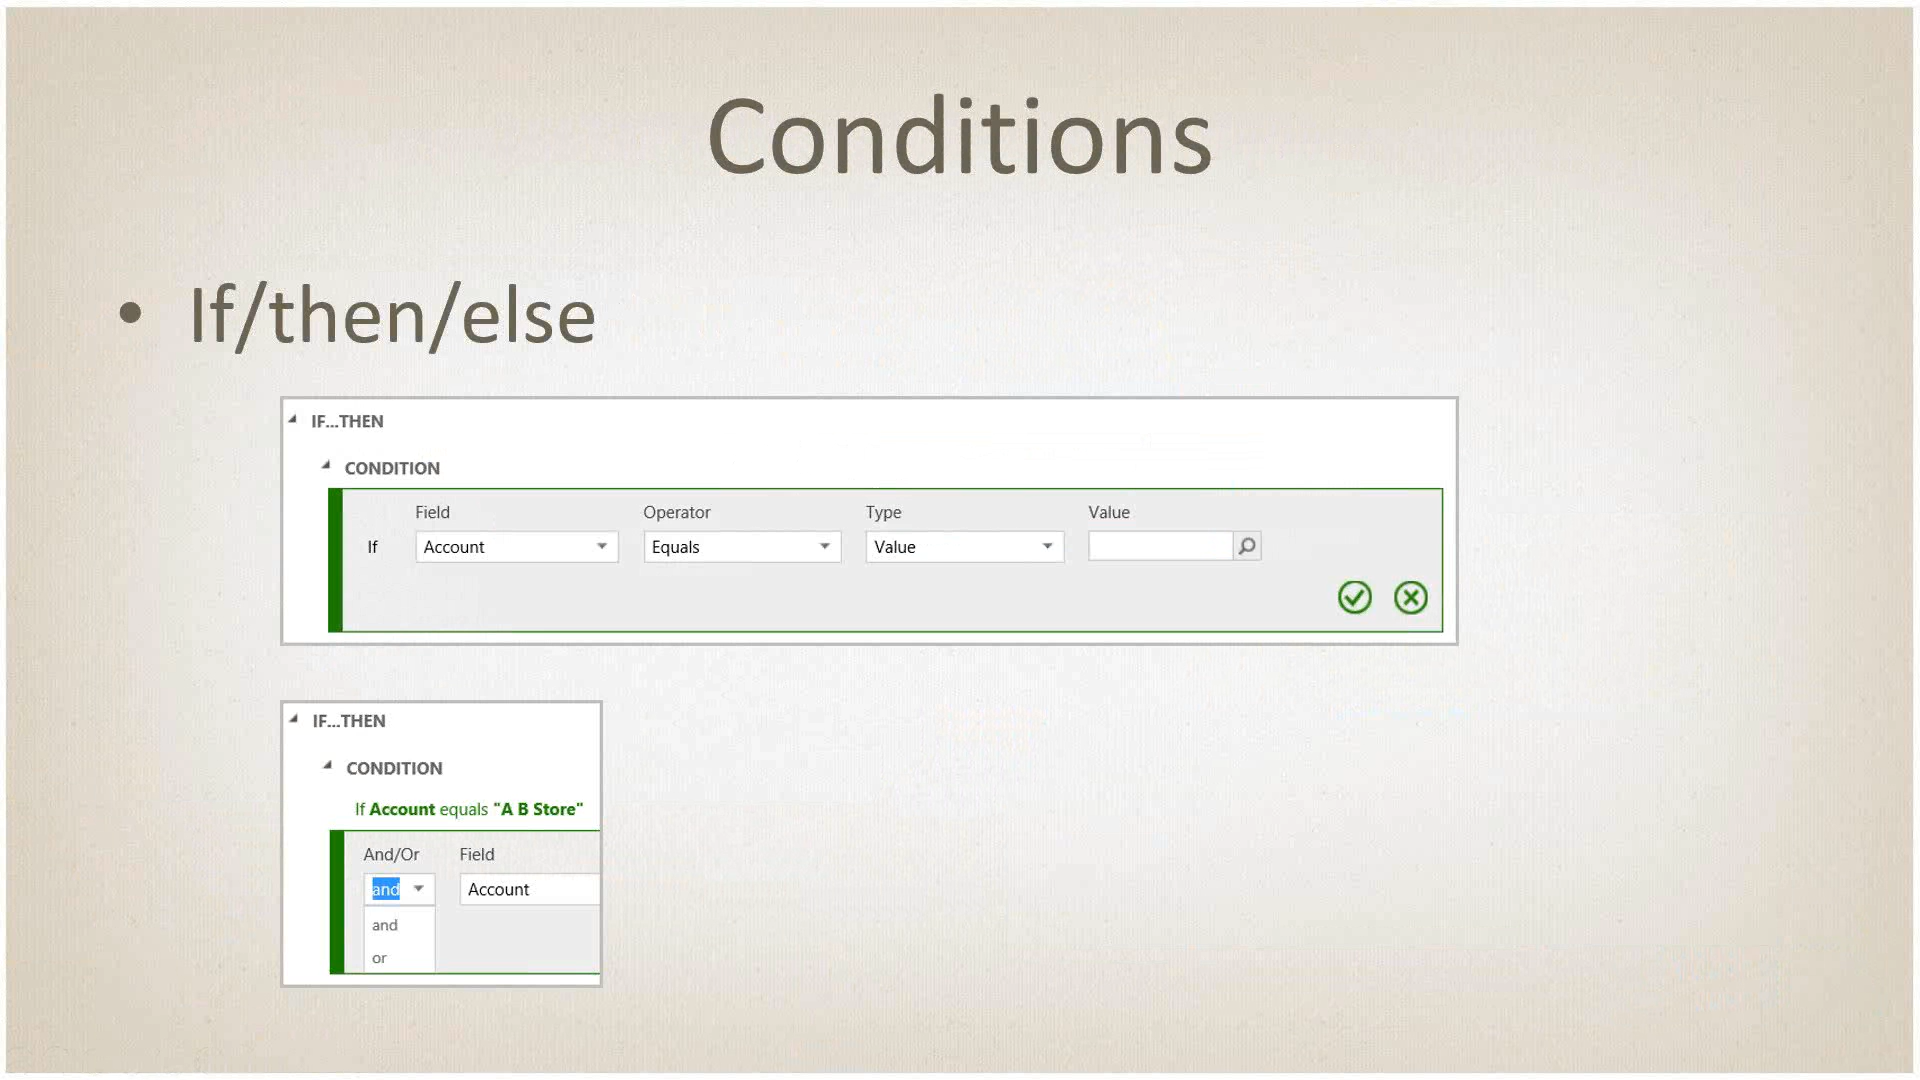 Conditions
• If/then/else
IF...THEN
CONDITION
Field Operator Type Value
If Account Equals Value
IF...THEN
CONDITION
If Account equals "A B Store"
And/Or Field
and Account
and
or